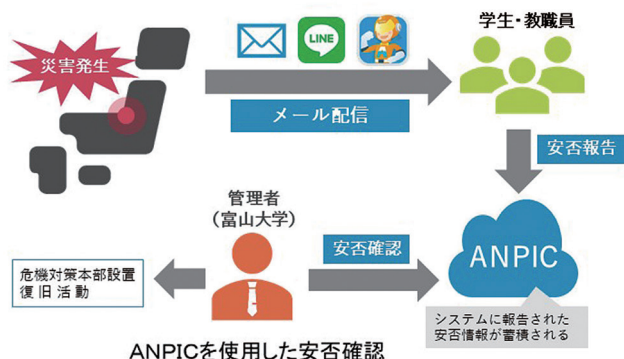 災害発生
LINE
メール配信
学生・教職員
安否報告
管理者
(富山大学)
安否確認
ANPIC
危機対策本部設置
復旧活動
システムに報告された
安否情報が蓄積される
ANPICを使用した安否確認